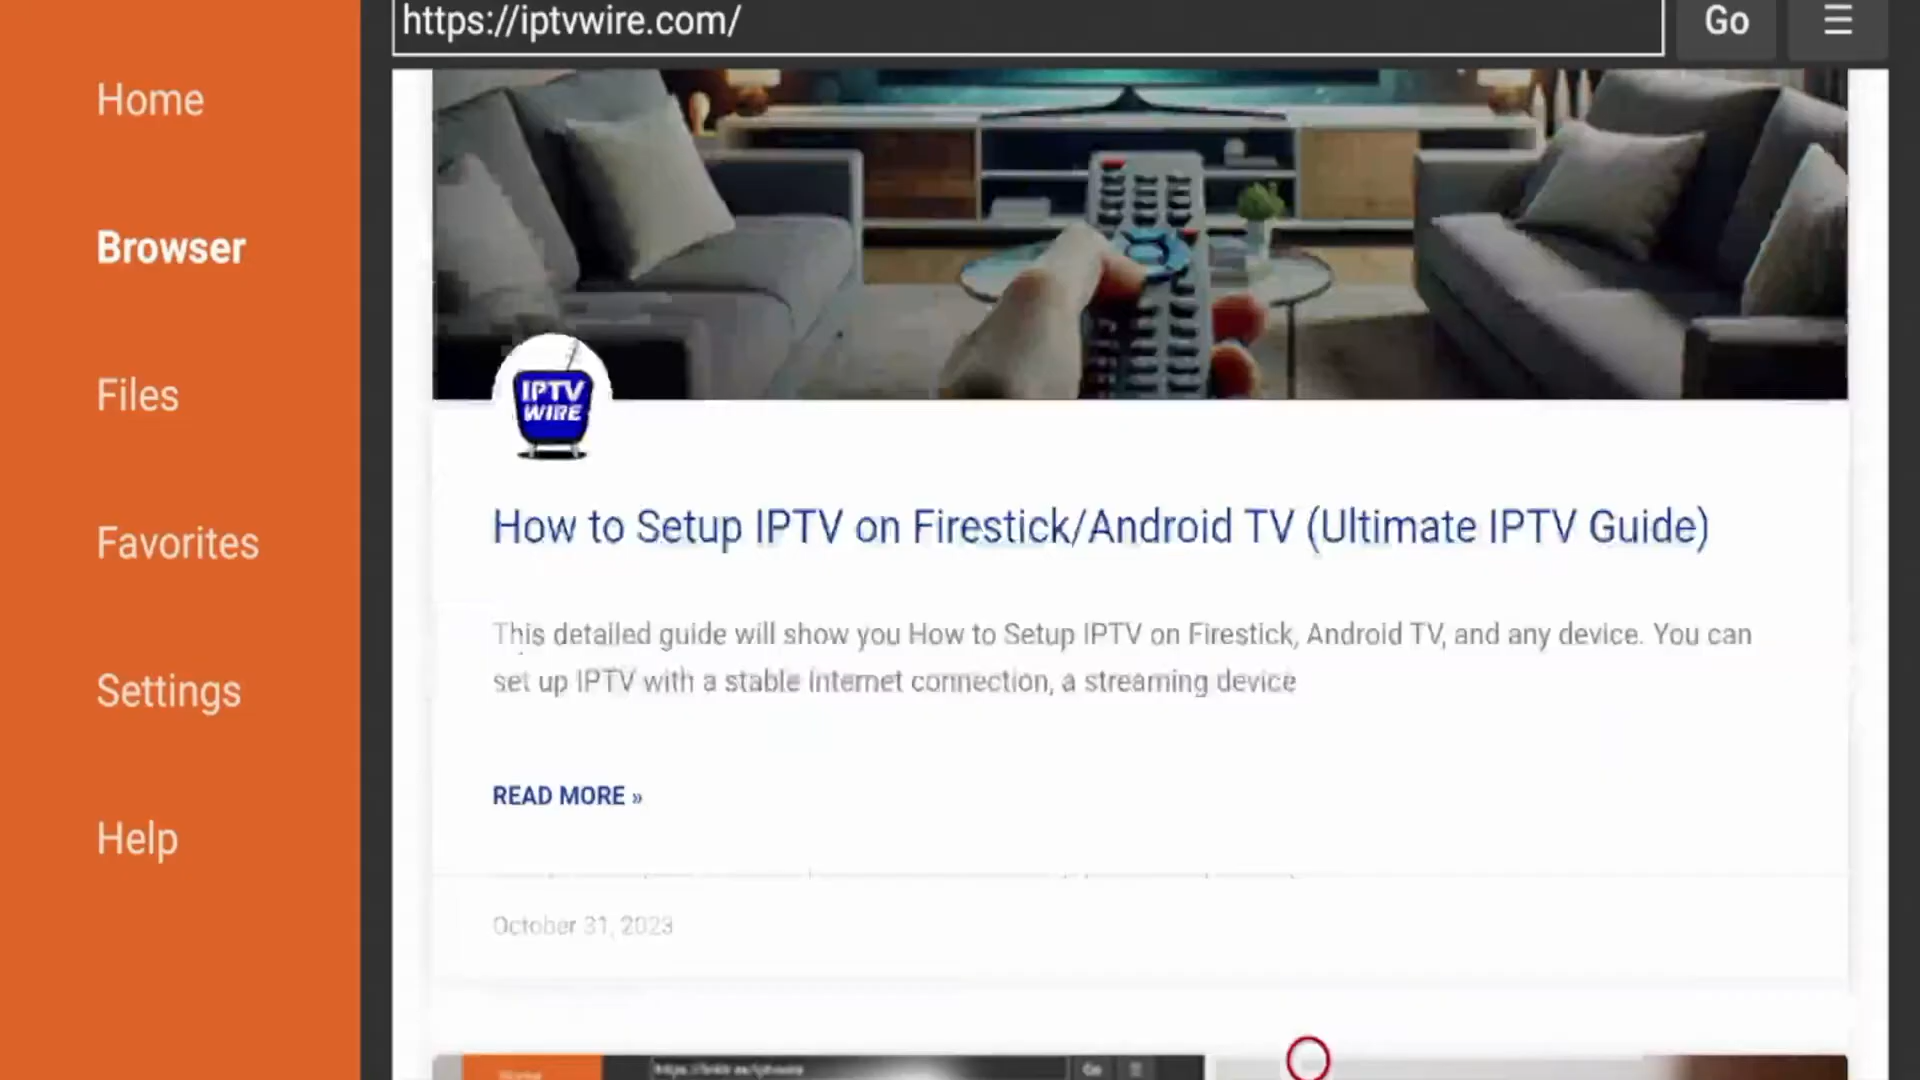 https://iptvwire.com/
Go
Home
Browser
Files
Favorites
Settings
Help
IPTV
WIRE
How to Setup IPTV on Firestick/Android TV (Ultimate IPTV Guide)
This detailed guide will show you How to Setup IPTV on Firestick, Android TV, and any device. You can
set up IPTV with a stable internet connection, a streaming device
READ MORE »
October 31, 2023
Home
Go